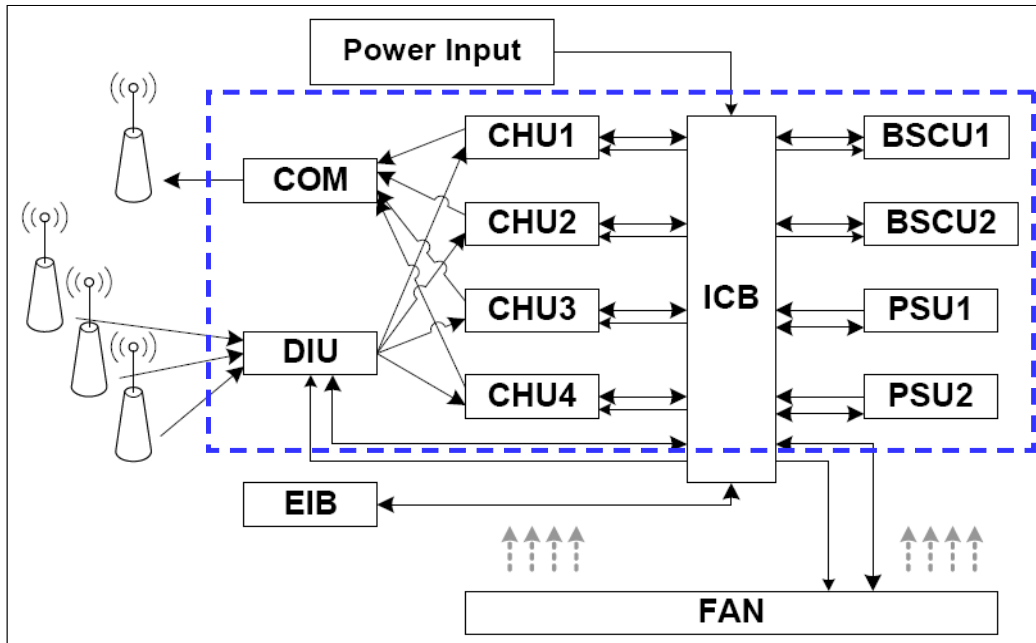 Power Input
CHU1
BSCU1
COM
CHU2
BSCU2
ICB
CHU3
PSU1
DIU
CHU4
PSU2
EIB
FAN